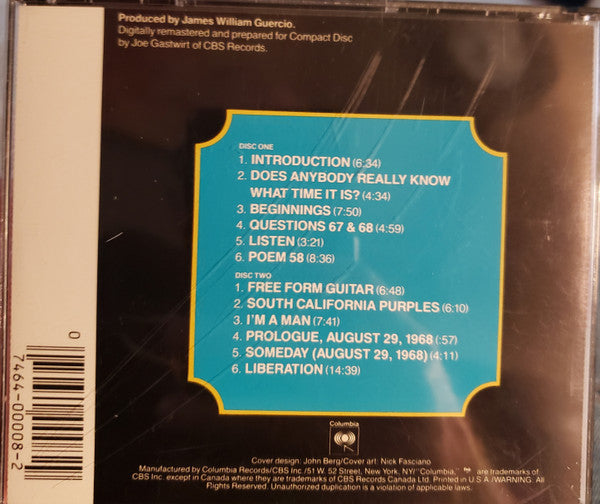 Produced by James William Guercio.
Digitally remastered and prepared for Compact Disc
by Joe Gastwirt of CBS Records.
DISC ONE
1. INTRODUCTION (6:34)
2. DOES ANYBODY REALLY KNOW
WHAT TIME IT IS? (4:34)
3. BEGINNINGS (7:50)
4. QUESTIONS 67 & 68 (4:59)
5. LISTEN (3:21)
6. POEM 58 (8:36)
DISC TWO
1. FREE FORM GUITAR (6:48)
2. SOUTH CALIFORNIA PURPLES (6:10)
3. I'M A MAN (7:41)
4. PROLOGUE, AUGUST 29, 1968 (:57)
5. SOMEDAY (AUGUST 29, 1968) (4:11)
6. LIBERATION (14:39)
0
7464-00008-2
Columbia
Cover design: John Berg/Cover art: Nick Fasciano
Manufactured by Columbia Records/CBS Inc./51 W. 52 Street, New York, NY/"Columbia," are trademarks of
CBS Inc. except in Canada where they are trademarks of CBS Records Canada Ltd. Printed in U.S.A./WARNING: All
Rights Reserved. Unauthorized duplication is a violation of applicable laws.